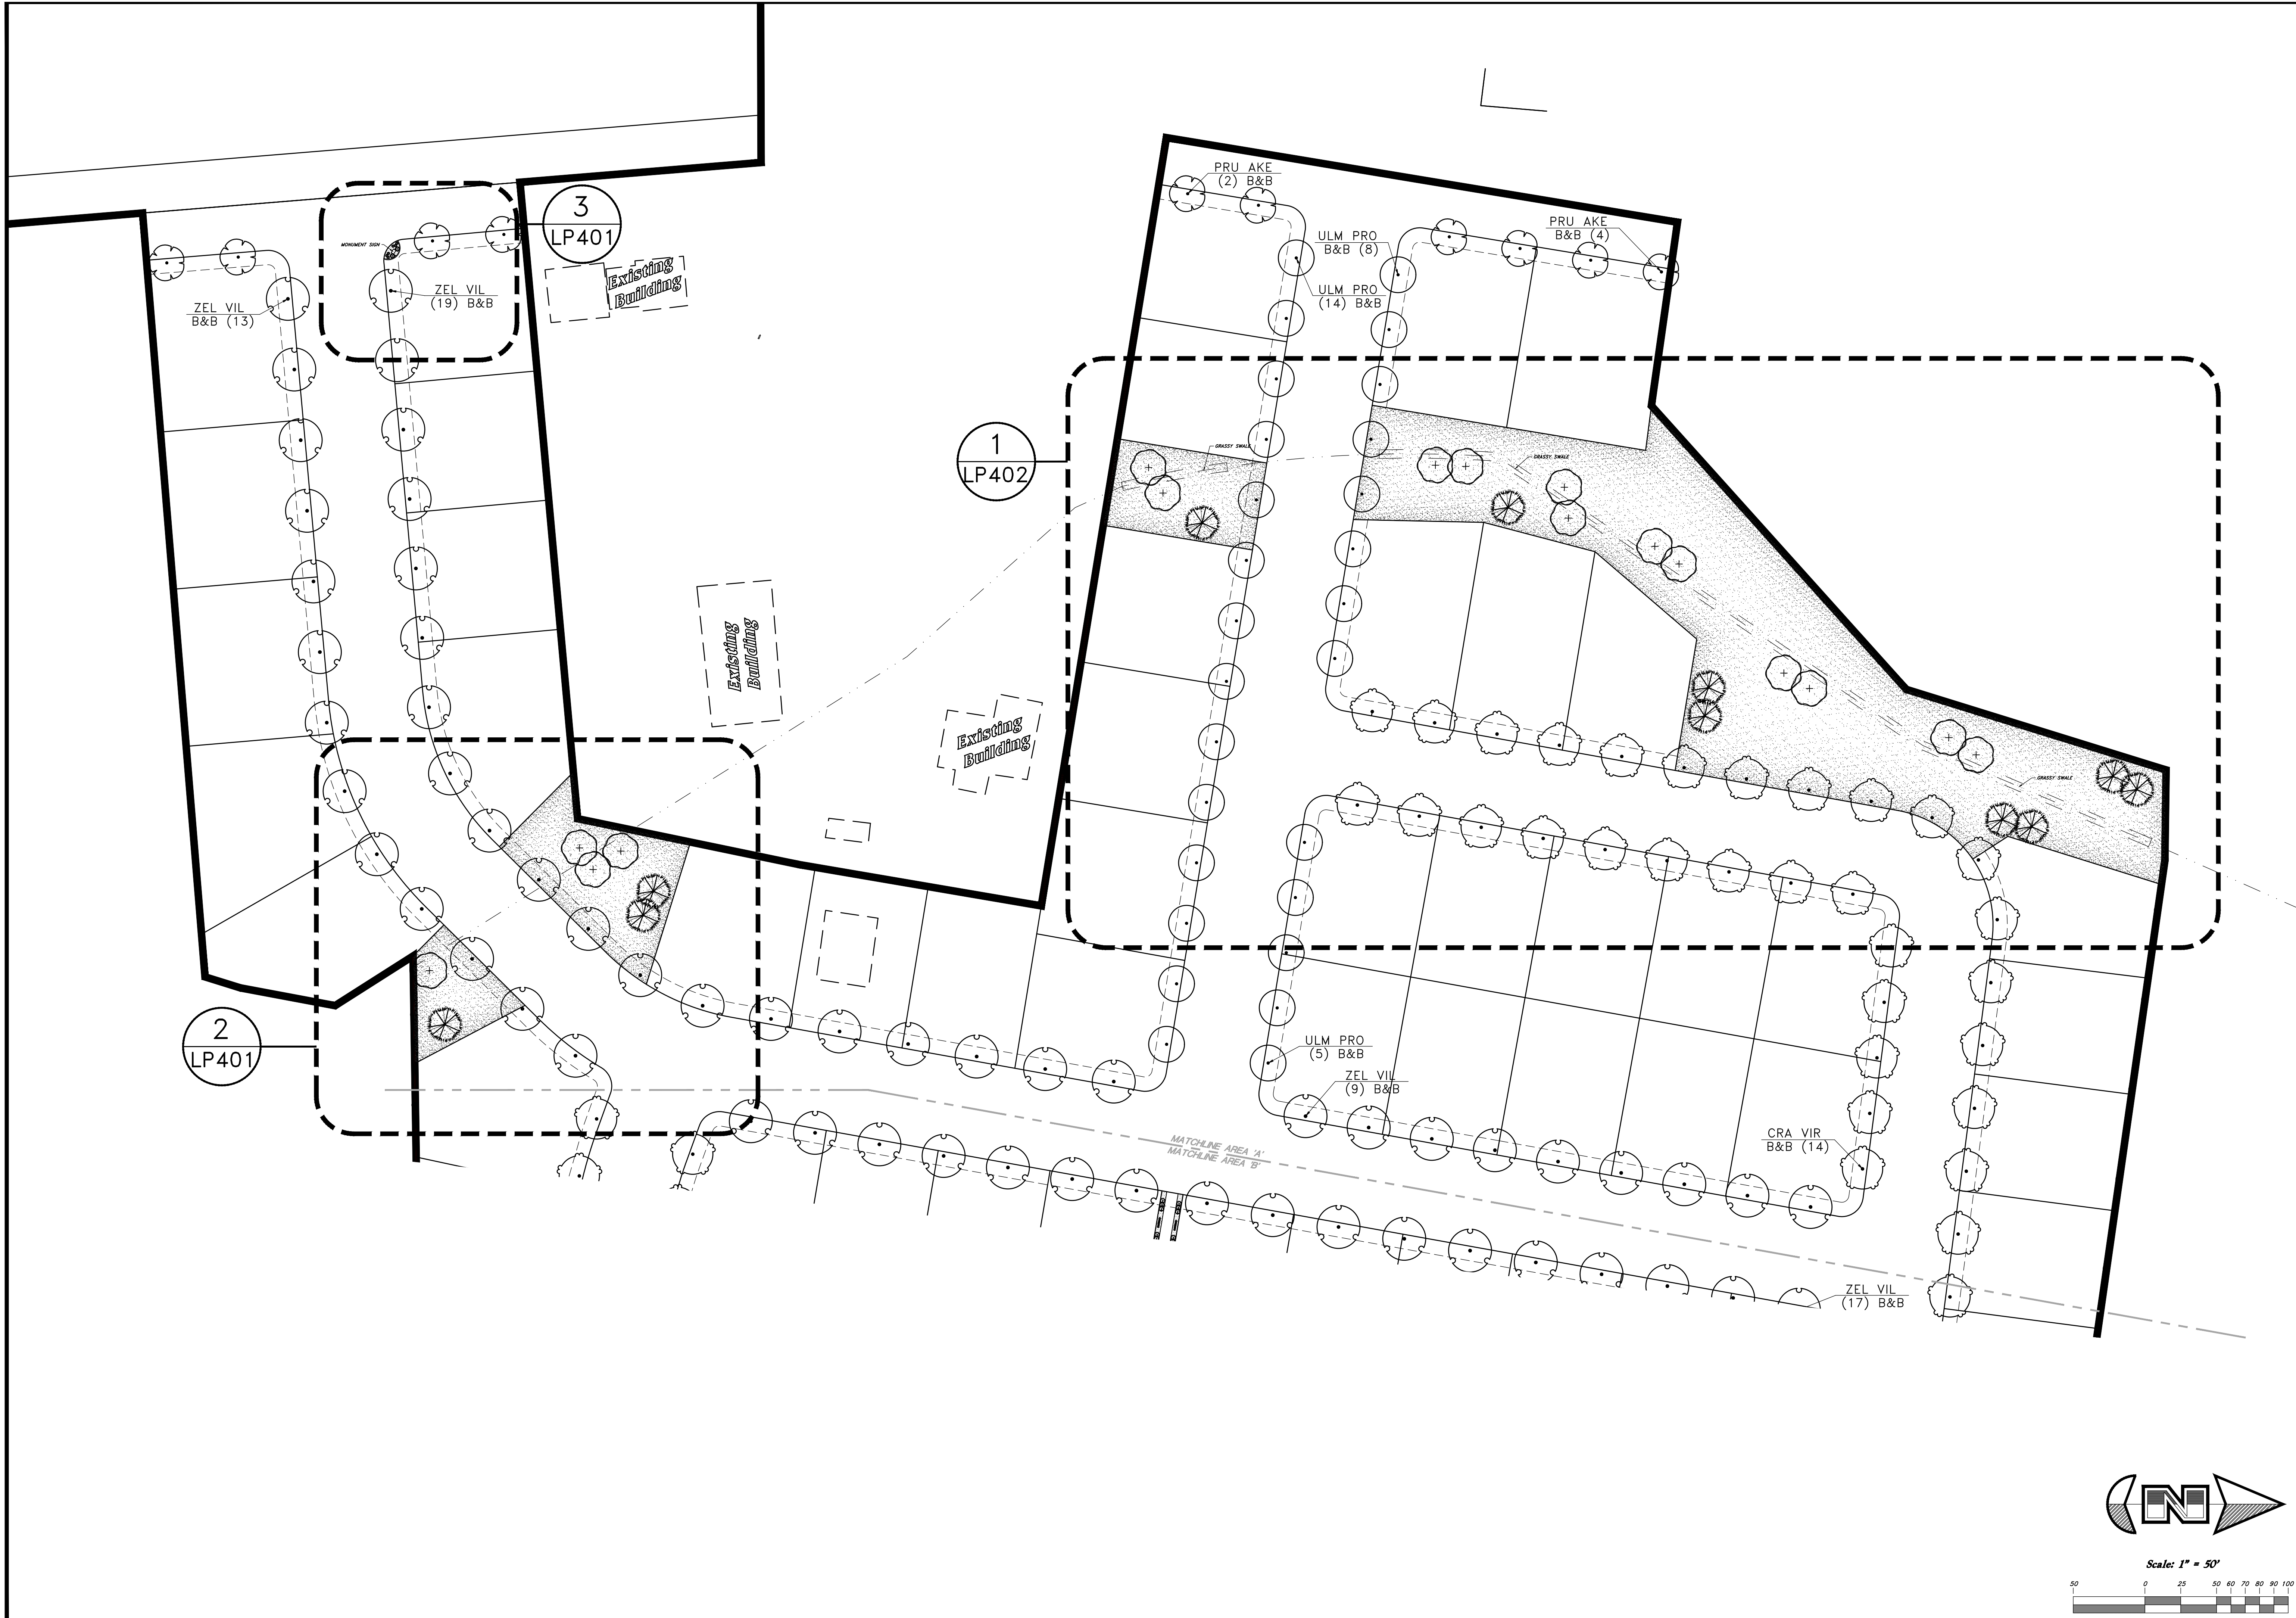 PRU AKE
(2) B&B
3
LP401
MONUMENT SIGN
Existing
Building
ULM PRO
B&B (8)
PRU AKE
B&B (4)
ZEL VIL
(19) B&B
ZEL VIL
B&B (13)
ULM PRO
(14) B&B
1
LP402
GRASSY SWALE
GRASSY SWALE
Existing
Building
Existing
Building
GRASSY SWALE
2
LP401
ULM PRO
(5) B&B
ZEL VIL
(9) B&B
MATCHLINE AREA 'A'
MATCHLINE AREA 'B'
CRA VIR
B&B (14)
ZEL VIL
(17) B&B
N
Scale: 1" = 50'
50 0 25 50 60 70 80 90 100